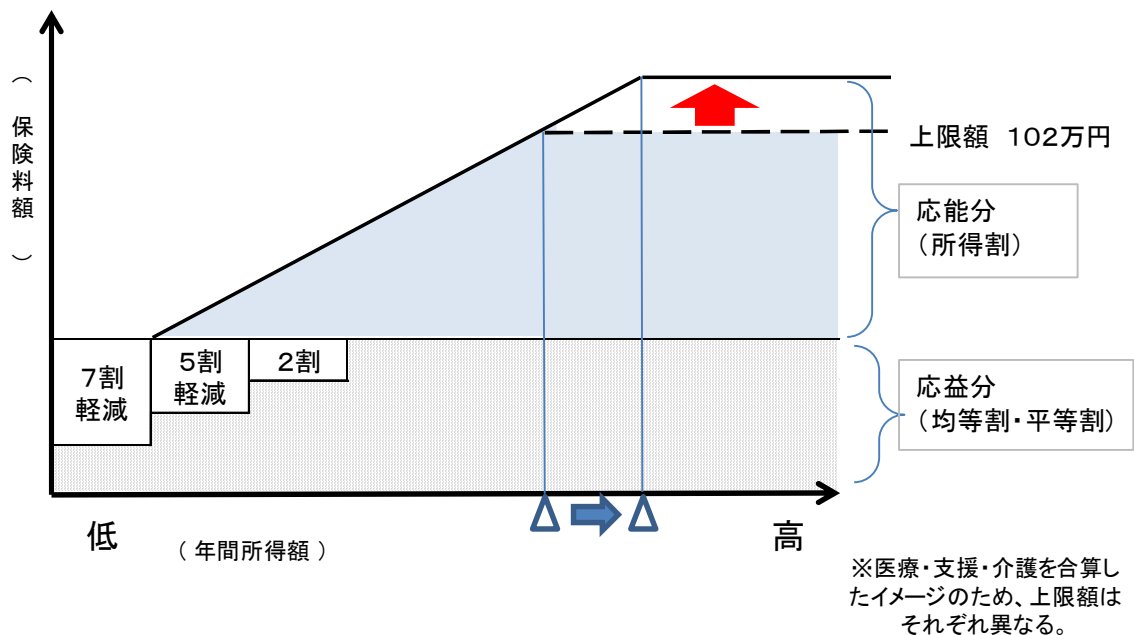 （保険料額）
上限額　１０２万円
応能分
（所得割）
７割
軽減
５割
軽減
２割
応益分
（均等割・平等割）
低
（ 年間所得額 ）
高
※医療・支援・介護を合算し
たイメージのため、上限額は
それぞれ異なる。